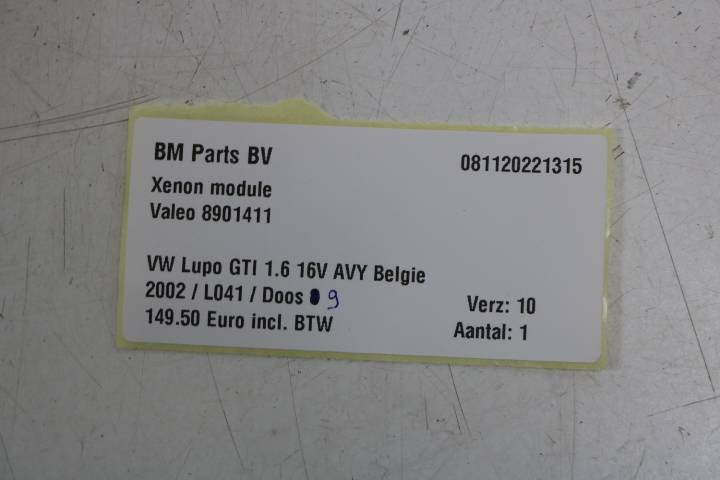 BM Parts BV 081120221315
Xenon module
Valeo 8901411
VW Lupo GTI 1.6 16V AVY Belgie
2002 / L041 / Doos 9 Verz: 10
149.50 Euro incl. BTW Aantal: 1